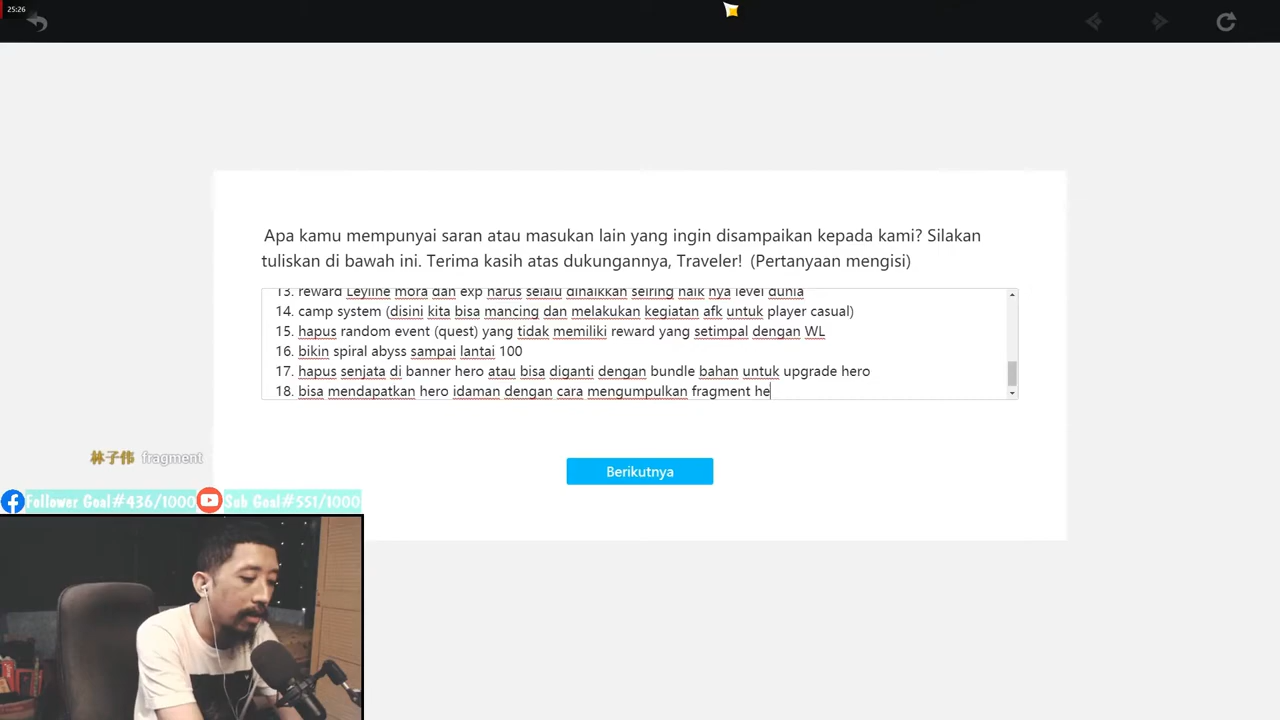 25:26
Apa kamu mempunyai saran atau masukan lain yang ingin disampaikan kepada kami? Silakan
tuliskan di bawah ini. Terima kasih atas dukungannya, Traveler! (Pertanyaan mengisi)
13. reward Leyline mora dan exp harus selalu dinaikkan seiring naik nya level dunia
14. camp system (disini kita bisa mancing dan melakukan kegiatan afk untuk player casual)
15. hapus random event (quest) yang tidak memiliki reward yang setimpal dengan WL
16. bikin spiral abyss sampai lantai 100
17. hapus senjata di banner hero atau bisa diganti dengan bundle bahan untuk upgrade hero
18. bisa mendapatkan hero idaman dengan cara mengumpulkan fragment he
林子伟 fragment
Berikutnya
Follower Goal#436/1000 Sub Goal#551/1000